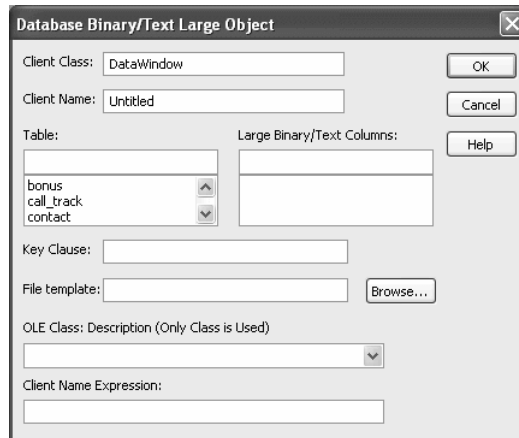 Database Binary/Text Large Object
Client Class: DataWindow
OK
Client Name: Untitled
Cancel
Table: Large Binary/Text Columns:
Help
bonus
call_track
contact
Key Clause:
File template: Browse...
OLE Class: Description (Only Class is Used)
Client Name Expression: